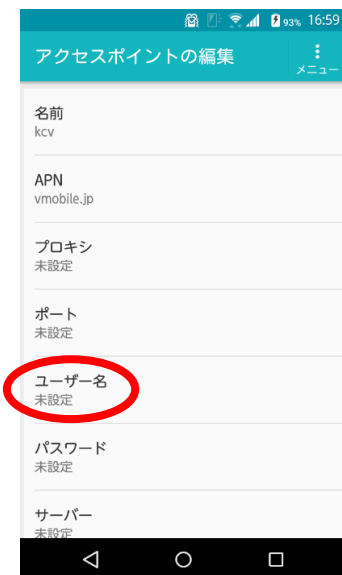 93% 16:59
アクセスポイントの編集
メニュー
名前
kcv
APN
vmobile.jp
プロキシ
未設定
ポート
未設定
ユーザー名
未設定
パスワード
未設定
サーバー
未設定